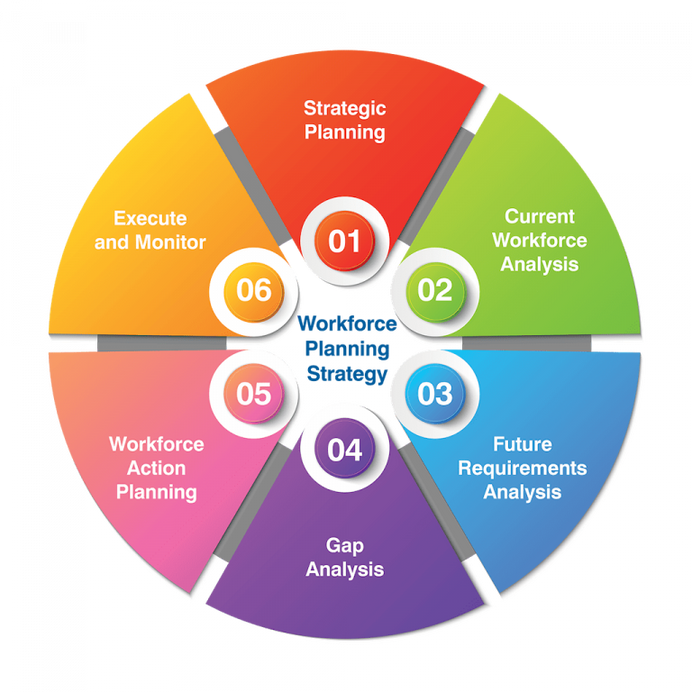 Strategic
Planning
01
Current
Workforce
Analysis
02
Future
Requirements
Analysis
03
Gap
Analysis
04
Workforce
Action
Planning
05
Execute
and Monitor
06
Workforce
Planning
Strategy